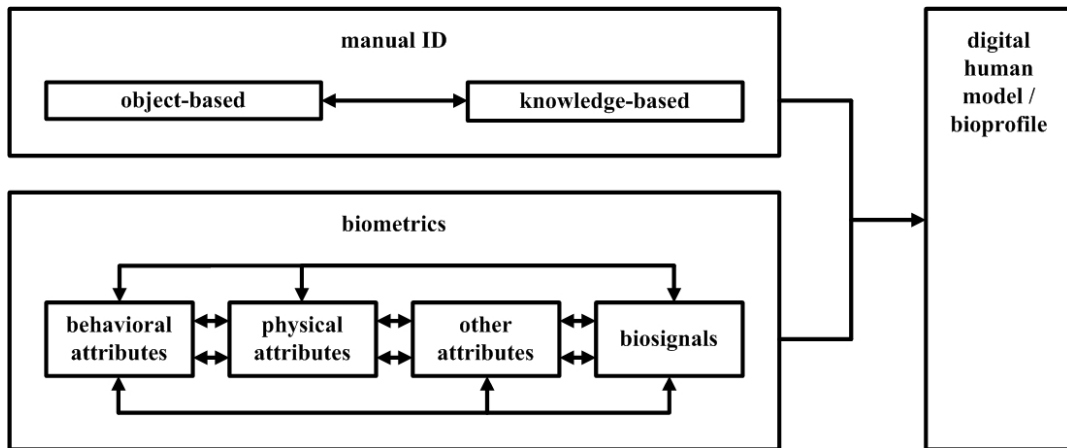 manual ID
object-based
knowledge-based
biometrics
behavioral
attributes
physical
attributes
other
attributes
biosignals
digital
human
model /
bioprofile